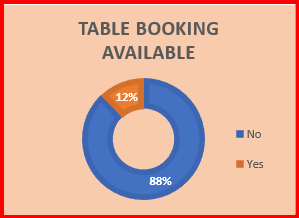 TABLE BOOKING
AVAILABLE
12%
No
Yes
88%